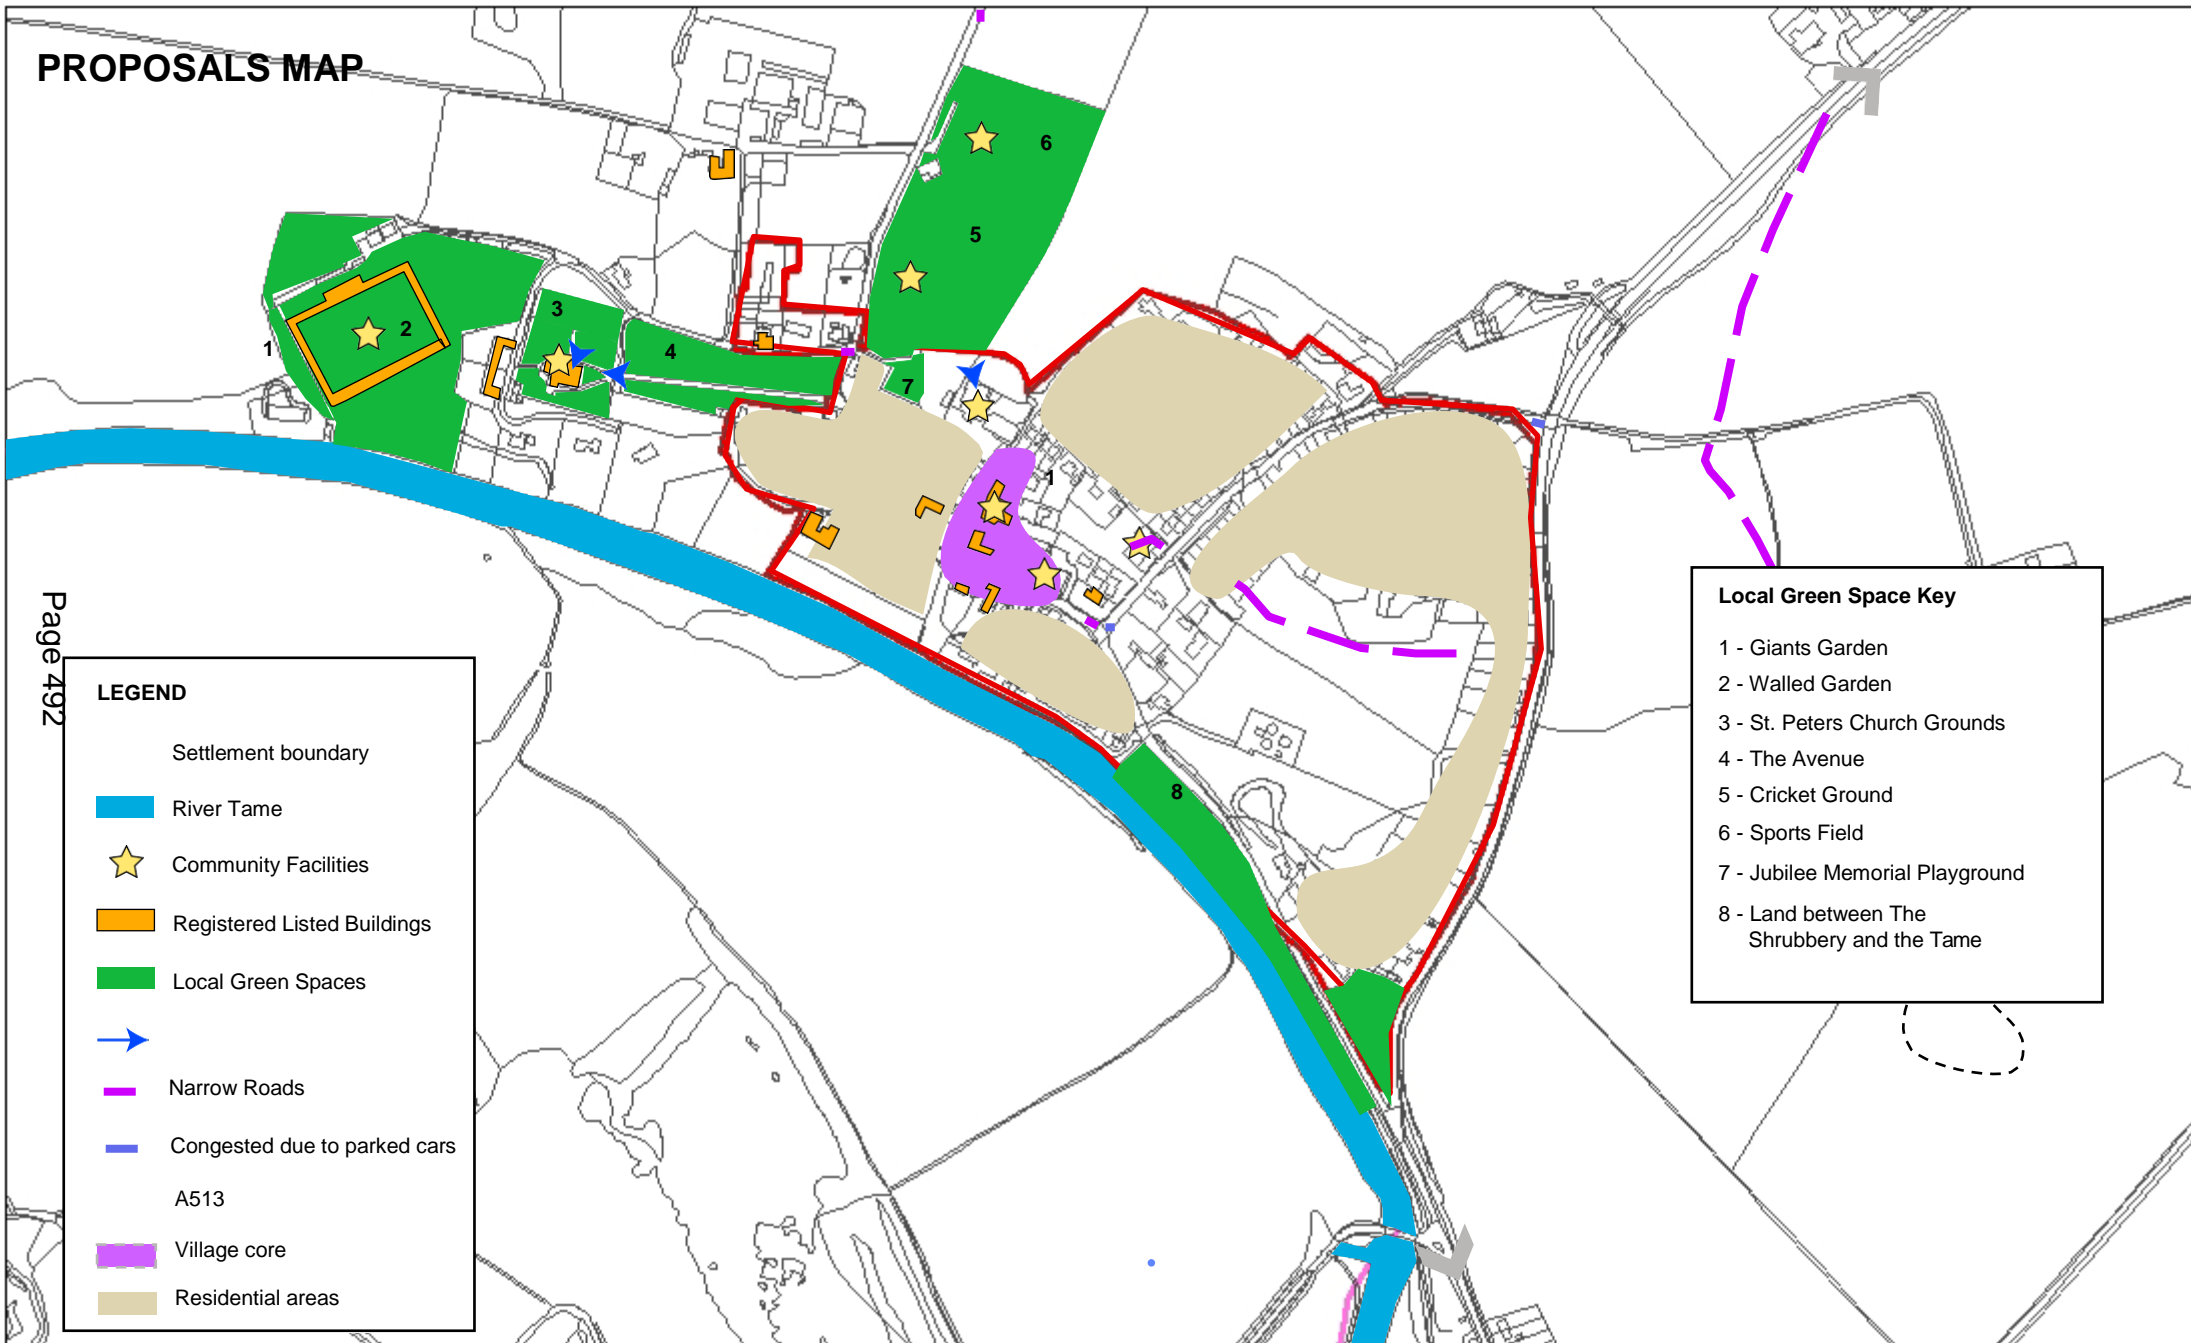 PROPOSALS MAP
6
5
3
2
1
4
7
1
8
Page 492
LEGEND
Settlement boundary
River Tame
Community Facilities
Registered Listed Buildings
Local Green Spaces
Narrow Roads
Congested due to parked cars
A513
Village core
Residential areas
Local Green Space Key
1 - Giants Garden
2 - Walled Garden
3 - St. Peters Church Grounds
4 - The Avenue
5 - Cricket Ground
6 - Sports Field
7 - Jubilee Memorial Playground
8 - Land between The
Shrubbery and the Tame